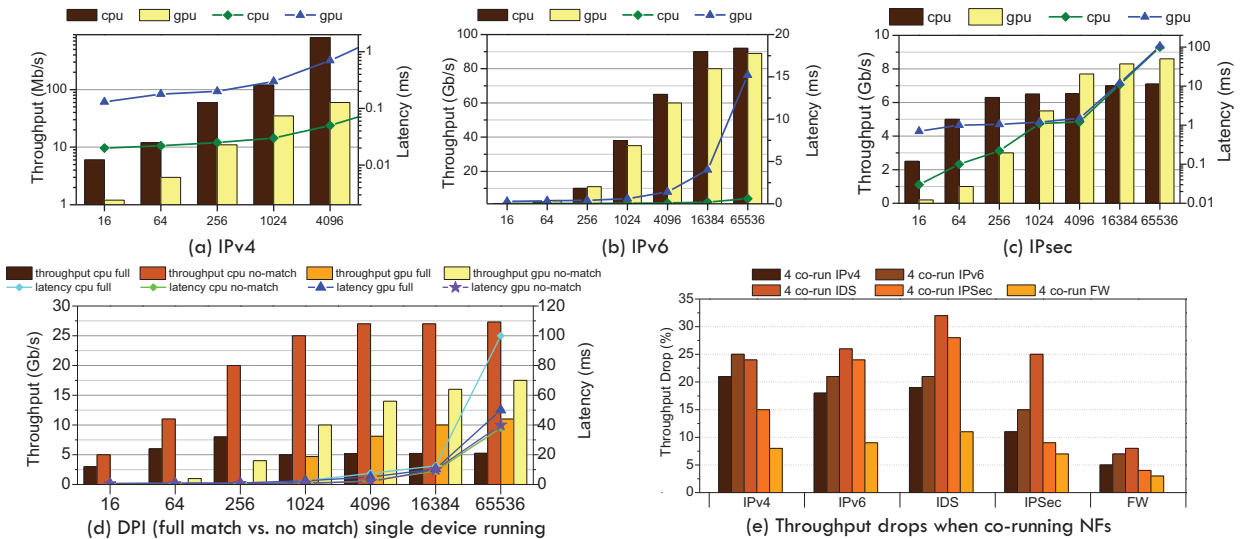 cpu gpu cpu gpu
Throughput (Mb/s)
100
10
1
1
0.1
0.01
Latency (ms)
16 64 256 1024 4096
(a) IPv4
cpu gpu cpu gpu
Throughput (Gb/s)
100
80
60
40
20
20
15
10
5
0
Latency (ms)
16 64 256 1024 4096 16384 65536
(b) IPv6
cpu gpu cpu gpu
Throughput (Gb/s)
10
8
6
4
2
0
100
10
1
0.1
0.01
Latency (ms)
16 64 256 1024 4096 16384 65536
(c) IPsec
throughput cpu full throughput cpu no-match throughput gpu full throughput gpu no-match
latency cpu full latency cpu no-match latency gpu full latency gpu no-match
Throughput (Gb/s)
30
25
20
15
10
5
0
120
100
80
60
40
20
0
Latency (ms)
16 64 256 1024 4096 16384 65536
(d) DPI (full match vs. no match) single device running
4 co-run IPv4 4 co-run IPv6
4 co-run IDS 4 co-run IPSec 4 co-run FW
Throughput Drop (%)
35
30
25
20
15
10
5
0
IPv4 IPv6 IDS IPSec FW
(e) Throughput drops when co-running NFs